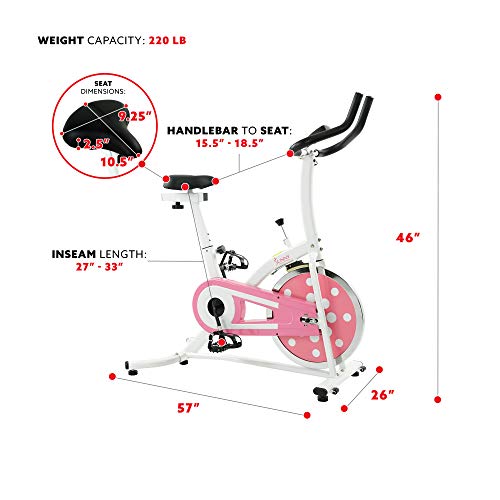 WEIGHT CAPACITY: 220 LB
SEAT
DIMENSIONS:
9.25"
2.5"
10.5"
HANDLEBAR TO SEAT:
15.5" - 18.5"
INSEAM LENGTH:
27" - 33"
46"
57"
26"